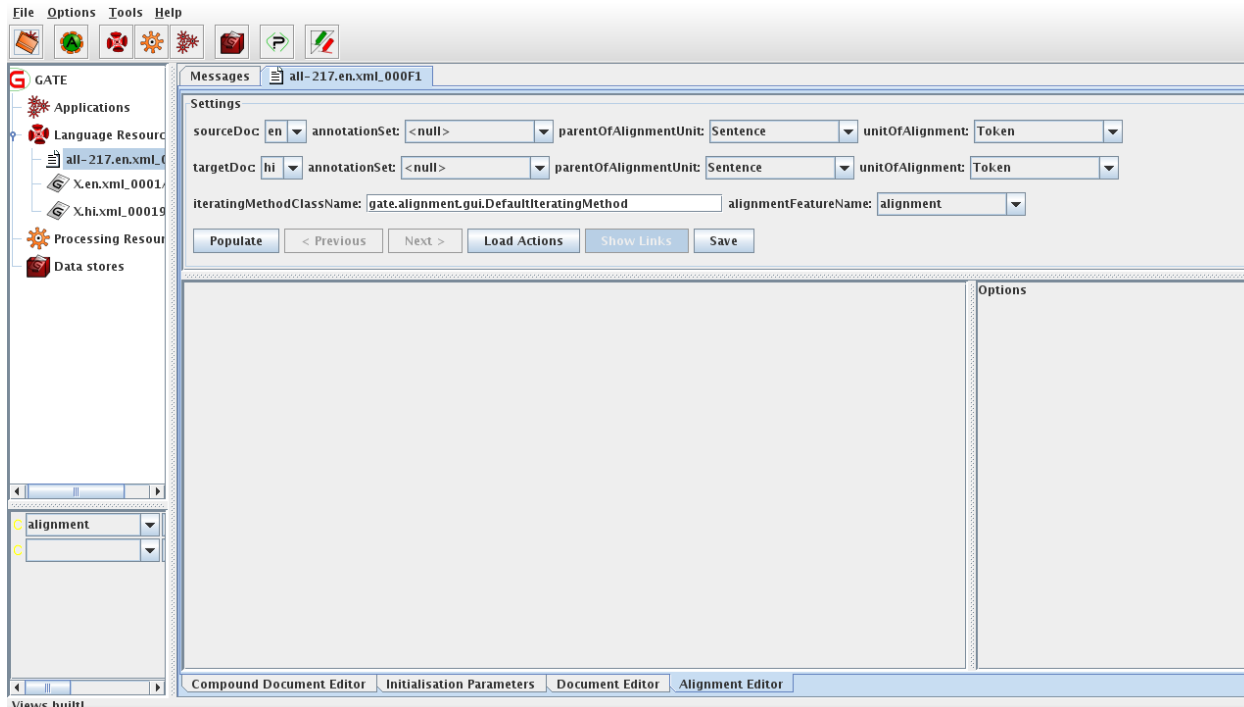 File Options Tools Help
GATE
Applications
Language Resourc
all-217.en.xml_0
X.en.xml_0001
X.hi.xml_00019
Processing Resour
Data stores
alignment
Messages all-217.en.xml_000F1
Settings
sourceDoc: en annotationSet: <null> parentOfAlignmentUnit: Sentence unitOfAlignment: Token
targetDoc: hi annotationSet: <null> parentOfAlignmentUnit: Sentence unitOfAlignment: Token
iteratingMethodClassName: gate.alignment.gui.DefaultIteratingMethod alignmentFeatureName: alignment
Populate < Previous Next > Load Actions Show Links Save
Options
Compound Document Editor Initialisation Parameters Document Editor Alignment Editor
Views built!